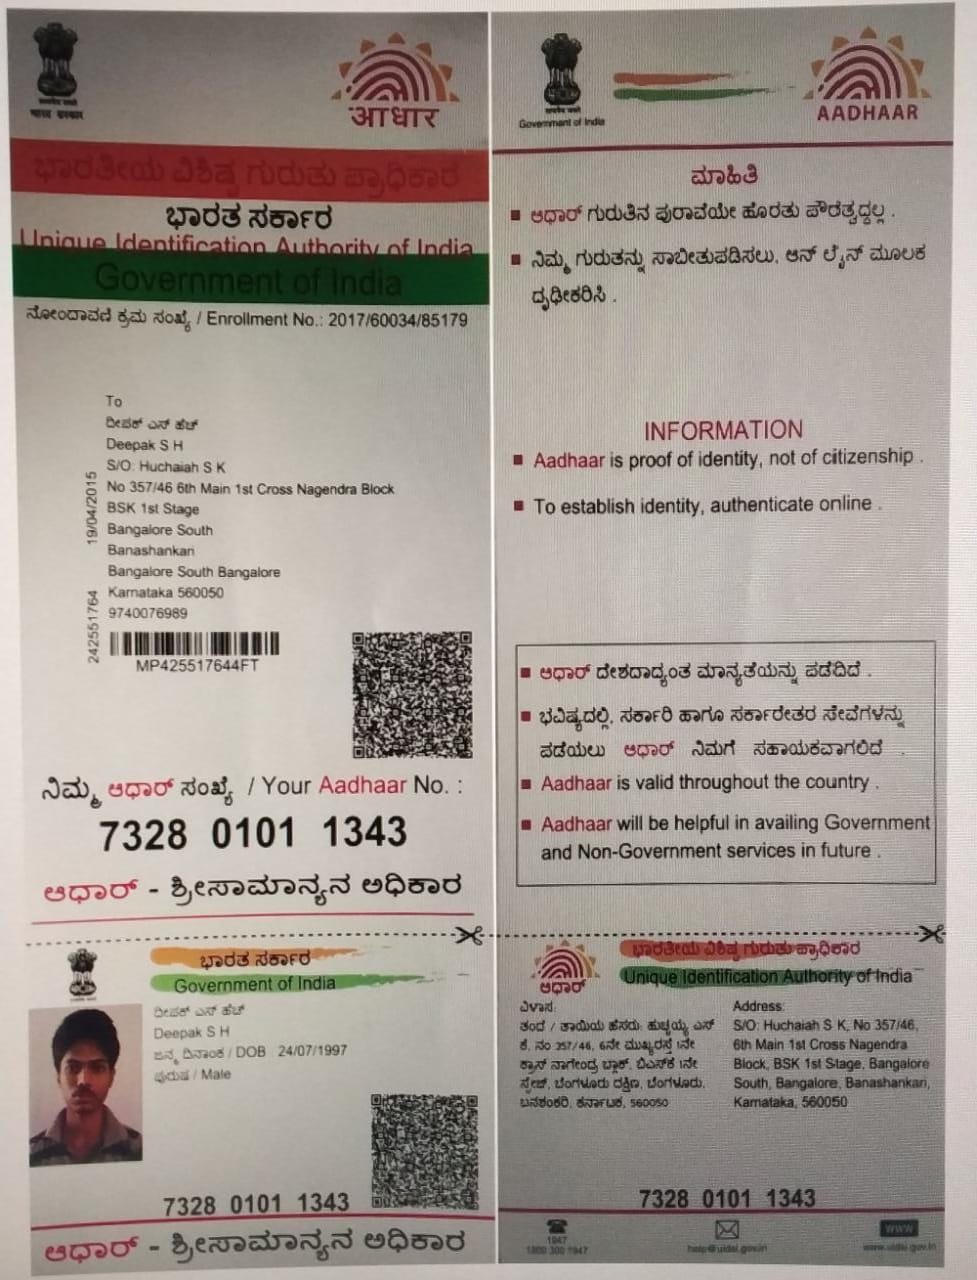 भारत सरकार
आधार
ಭಾರತೀಯ ವಿಶಿಷ್ಟ ಗುರುತು ಪ್ರಾಧಿಕಾರ
ಭಾರತ ಸರ್ಕಾರ
Unique Identification Authority of India
Government of India
ನೋಂದಾವಣಿ ಕ್ರಮ ಸಂಖ್ಯೆ / Enrollment No.: 2017/60034/85179
To
ದೀಪಕ್ ಎಸ್ ಹೆಚ್
Deepak S H
S/O: Huchaiah S K
No 357/46 6th Main 1st Cross Nagendra Block
BSK 1st Stage
Bangalore South
Banashankari
Bangalore South Bangalore
Karnataka 560050
9740076989
242551764 19/04/2015
MP425517644FT
ನಿಮ್ಮ ಆಧಾರ್ ಸಂಖ್ಯೆ / Your Aadhaar No. :
7328 0101 1343
ಆಧಾರ್ - ಶ್ರೀಸಾಮಾನ್ಯನ ಅಧಿಕಾರ
ಭಾರತ ಸರ್ಕಾರ
Government of India
ದೀಪಕ್ ಎಸ್ ಹೆಚ್
Deepak S H
ಜನ್ಮ ದಿನಾಂಕ / DOB : 24/07/1997
ಪುರುಷ / Male
7328 0101 1343
ಆಧಾರ್ - ಶ್ರೀಸಾಮಾನ್ಯನ ಅಧಿಕಾರ
Government of India
AADHAAR
ಮಾಹಿತಿ
ಆಧಾರ್ ಗುರುತಿನ ಪುರಾವೆಯೇ ಹೊರತು ಪೌರತ್ವದ್ದಲ್ಲ .
ನಿಮ್ಮ ಗುರುತನ್ನು ಸಾಬೀತುಪಡಿಸಲು, ಆನ್ ಲೈನ್ ಮೂಲಕ
ದೃಢೀಕರಿಸಿ .
INFORMATION
Aadhaar is proof of identity, not of citizenship .
To establish identity, authenticate online .
ಆಧಾರ್ ದೇಶದಾದ್ಯಂತ ಮಾನ್ಯತೆಯನ್ನು ಪಡೆದಿದೆ .
ಭವಿಷ್ಯದಲ್ಲಿ, ಸರ್ಕಾರಿ ಹಾಗೂ ಸರ್ಕಾರೇತರ ಸೇವೆಗಳನ್ನು
ಪಡೆಯಲು ಆಧಾರ್ ನಿಮಗೆ ಸಹಾಯಕವಾಗಲಿದೆ .
Aadhaar is valid throughout the country .
Aadhaar will be helpful in availing Government
and Non-Government services in future .
ಆಧಾರ್
ಭಾರತೀಯ ವಿಶಿಷ್ಟ ಗುರುತು ಪ್ರಾಧಿಕಾರ
Unique Identification Authority of India
ವಿಳಾಸ:
ತಂದೆ / ತಾಯಿಯ ಹೆಸರು: ಹುಚ್ಚಯ್ಯ ಎಸ್
ಕೆ, ನಂ 357/46, 6ನೇ ಮುಖ್ಯರಸ್ತೆ 1ನೇ
ಕ್ರಾಸ್ ನಾಗೇಂದ್ರ ಬ್ಲಾಕ್, ಬಿಎಸ್‌ಕೆ 1ನೇ
ಸ್ಟೇಜ್, ಬೆಂಗಳೂರು ದಕ್ಷಿಣ, ಬೆಂಗಳೂರು,
ಬನಶಂಕರಿ, ಕರ್ನಾಟಕ, 560050
Address:
S/O: Huchaiah S K, No 357/46,
6th Main 1st Cross Nagendra
Block, BSK 1st Stage, Bangalore
South, Bangalore, Banashankari,
Karnataka, 560050
7328 0101 1343
1947
1800 300 1947
help@uidai.gov.in
WWW
www.uidai.gov.in